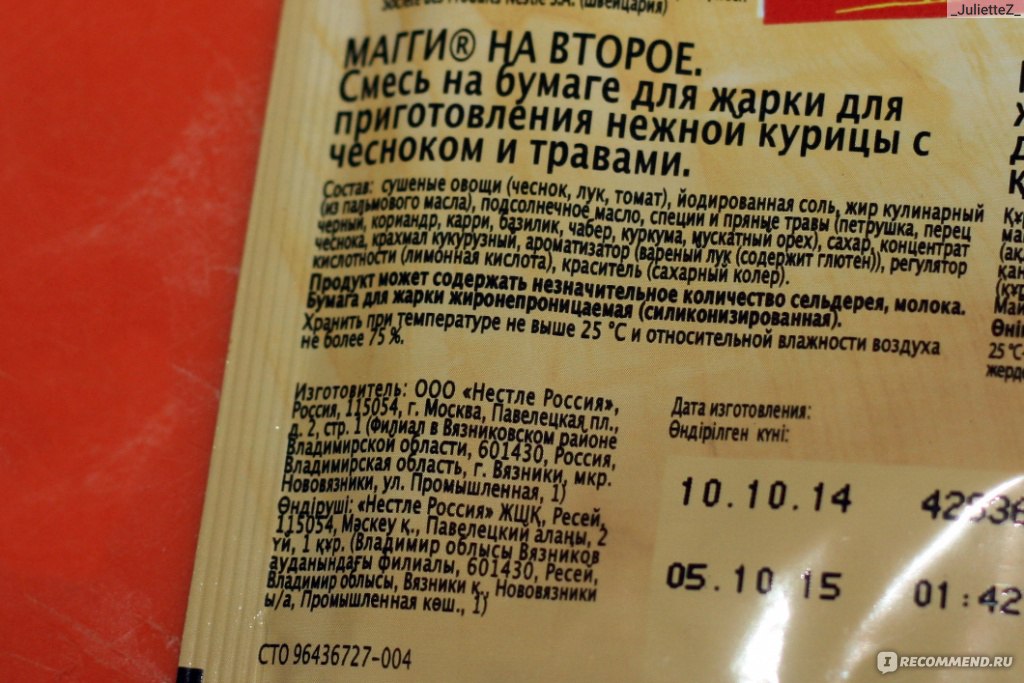 _JulietteZ_
Société des Produits Nestlé S.A. (Швейцария)
МАГГИ® НА ВТОРОЕ.
Смесь на бумаге для жарки для
приготовления нежной курицы с
чесноком и травами.
Состав: сушеные овощи (чеснок, лук, томат), йодированная соль, жир кулинарный
(из пальмового масла), подсолнечное масло, специи и пряные травы (петрушка, перец
черный, кориандр, карри, базилик, чабер, куркума, мускатный орех), сахар, концентрат
чеснока, крахмал кукурузный, ароматизатор (вареный лук (содержит глютен)), регулятор
кислотности (лимонная кислота), краситель (сахарный колер).
Продукт может содержать незначительное количество сельдерея, молока.
Бумага для жарки жиронепроницаемая (силиконизированная).
Хранить при температуре не выше 25 °C и относительной влажности воздуха
не более 75 %.
Изготовитель: ООО «Нестле Россия»,
Россия, 115054, г. Москва, Павелецкая пл.,
д. 2, стр. 1 (Филиал в Вязниковском районе
Владимирской области, 601430, Россия,
Владимирская область, г. Вязники, мкр.
Нововязники, ул. Промышленная, 1)
Өндіруші: «Нестле Россия» ЖШҚ, Ресей,
115054, Мәскеу қ., Павелецкий алаңы, 2
үй, 1 құр. (Владимир облысы Вязников
ауданындағы филиалы, 601430, Ресей,
Владимир облысы, Вязники қ., Нововязники
ы/а, Промышленная көш., 1)
СТО 96436727-004
Дата изготовления:
Өндірілген күні:
10.10.14 42836
05.10.15 01:42
IRECOMMEND.RU